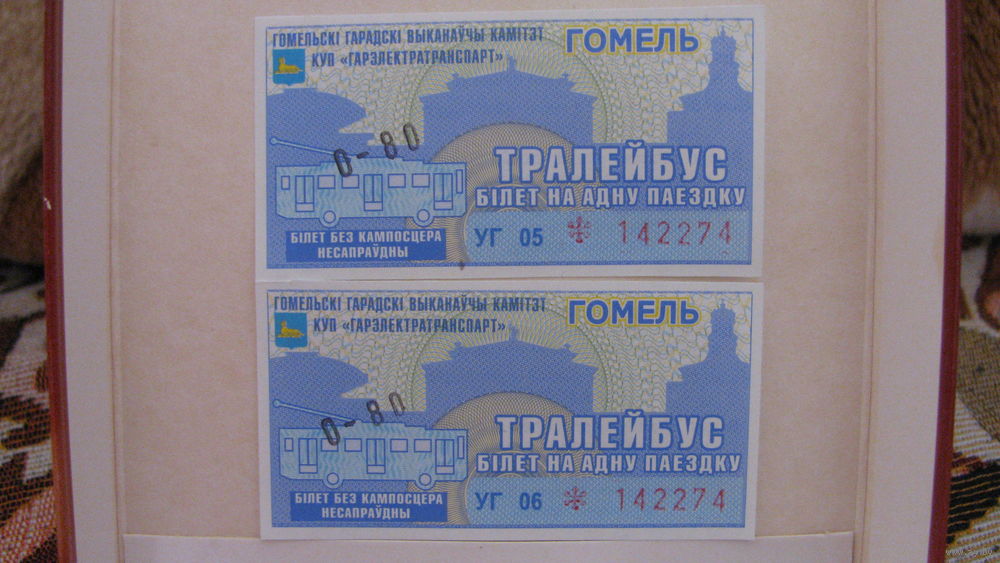 ГОМЕЛЬСКІ ГАРАДСКІ ВЫКАНАЎЧЫ КАМІТЭТ
КУП «ГАРЭЛЕКТРАТРАНСПАРТ»
ГОМЕЛЬ
0-80
ТРАЛЕЙБУС
БІЛЕТ НА АДНУ ПАЕЗДКУ
БІЛЕТ БЕЗ КАМПОСЦЕРА
НЕСАПРАЎДНЫ
УГ 05 142274
ГОМЕЛЬСКІ ГАРАДСКІ ВЫКАНАЎЧЫ КАМІТЭТ
КУП «ГАРЭЛЕКТРАТРАНСПАРТ»
ГОМЕЛЬ
0-80
ТРАЛЕЙБУС
БІЛЕТ НА АДНУ ПАЕЗДКУ
БІЛЕТ БЕЗ КАМПОСЦЕРА
НЕСАПРАЎДНЫ
УГ 06 142274